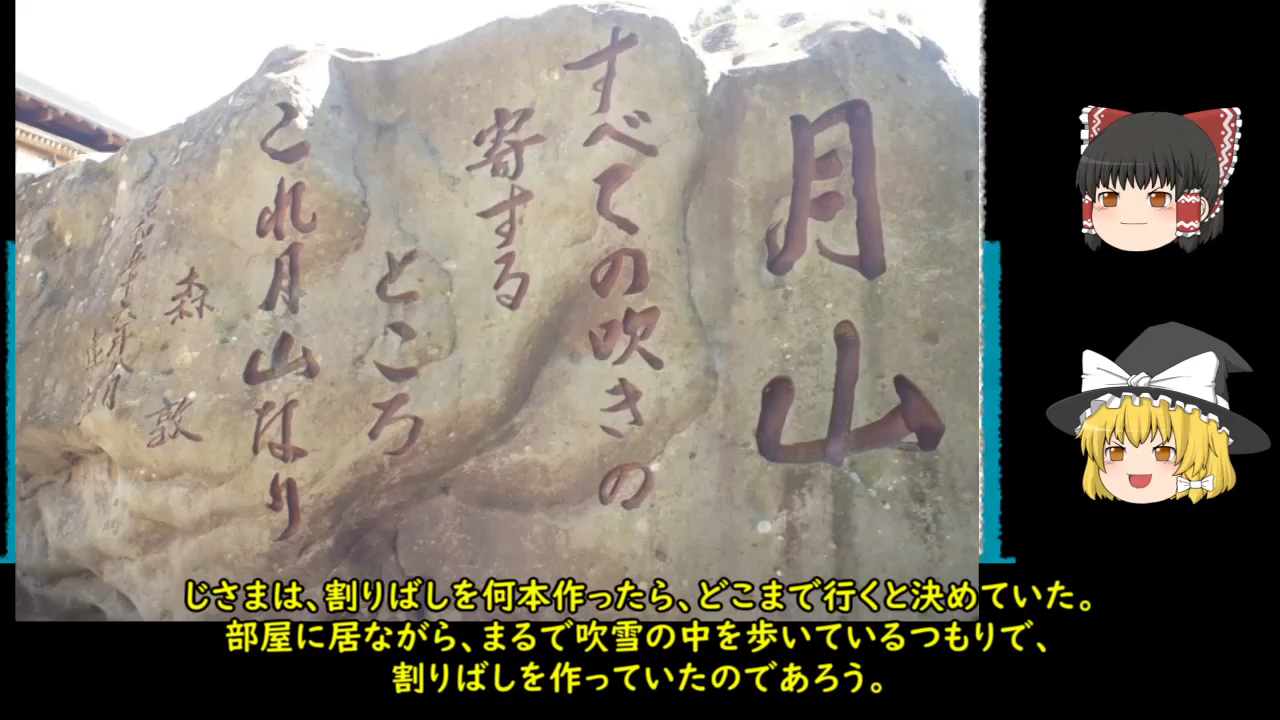 月山
すべての吹きの
寄する
ところ
これ月山なり
森敦
じさまは、割りばしを何本作ったら、どこまで行くと決めていた。
部屋に居ながら、まるで吹雪の中を歩いているつもりで、
割りばしを作っていたのであろう。